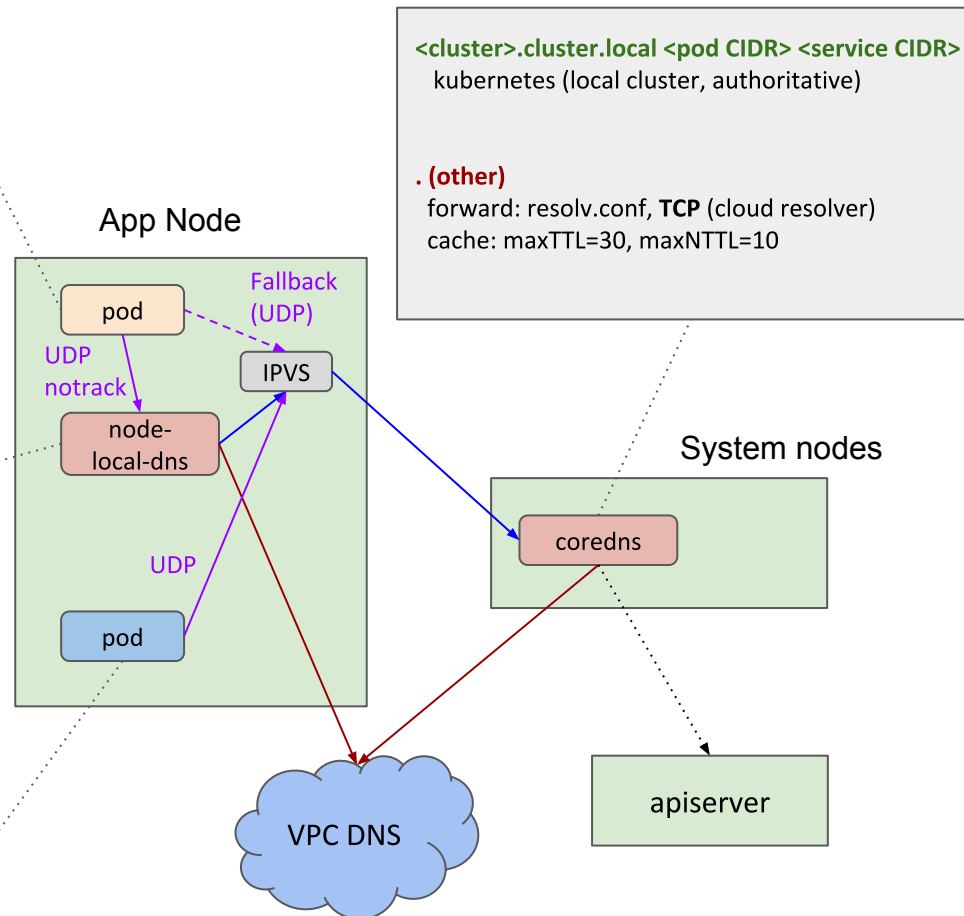 <cluster>.cluster.local <pod CIDR> <service CIDR>
kubernetes (local cluster, authoritative)
. (other)
forward: resolv.conf, TCP (cloud resolver)
cache: maxTTL=30, maxNTTL=10
App Node
pod
Fallback
(UDP)
UDP
notrack
IPVS
node-
local-dns
UDP
pod
System nodes
coredns
VPC DNS
apiserver